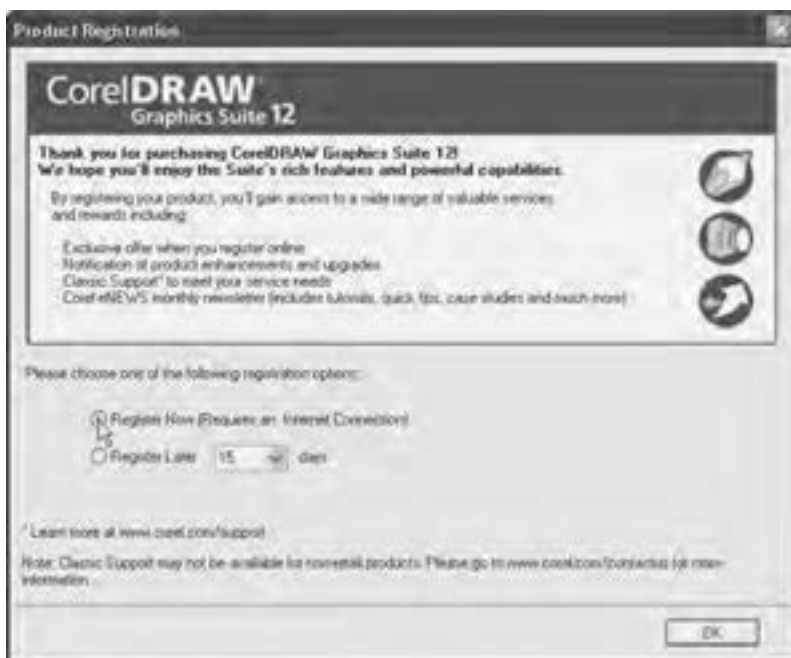 Product Registration
CorelDRAW
Graphics Suite 12
Thank you for purchasing CorelDRAW Graphics Suite 12!
We hope you'll enjoy the Suite's rich features and powerful capabilities.
By registering your product, you'll gain access to a wide range of valuable services
and rewards including:
Exclusive offer when you register online
Notification of product enhancements and upgrades
Classic Support* to meet your service needs
Corel eNEWS monthly newsletter (includes tutorials, quick tips, case studies and much more)
Please choose one of the following registration options:
Register Now (Requires an Internet Connection)
Register Later 15 days
* Learn more at www.corel.com/support
Note: Classic Support may not be available for non-retail products. Please go to www.corel.com/contactus for more
information.
OK